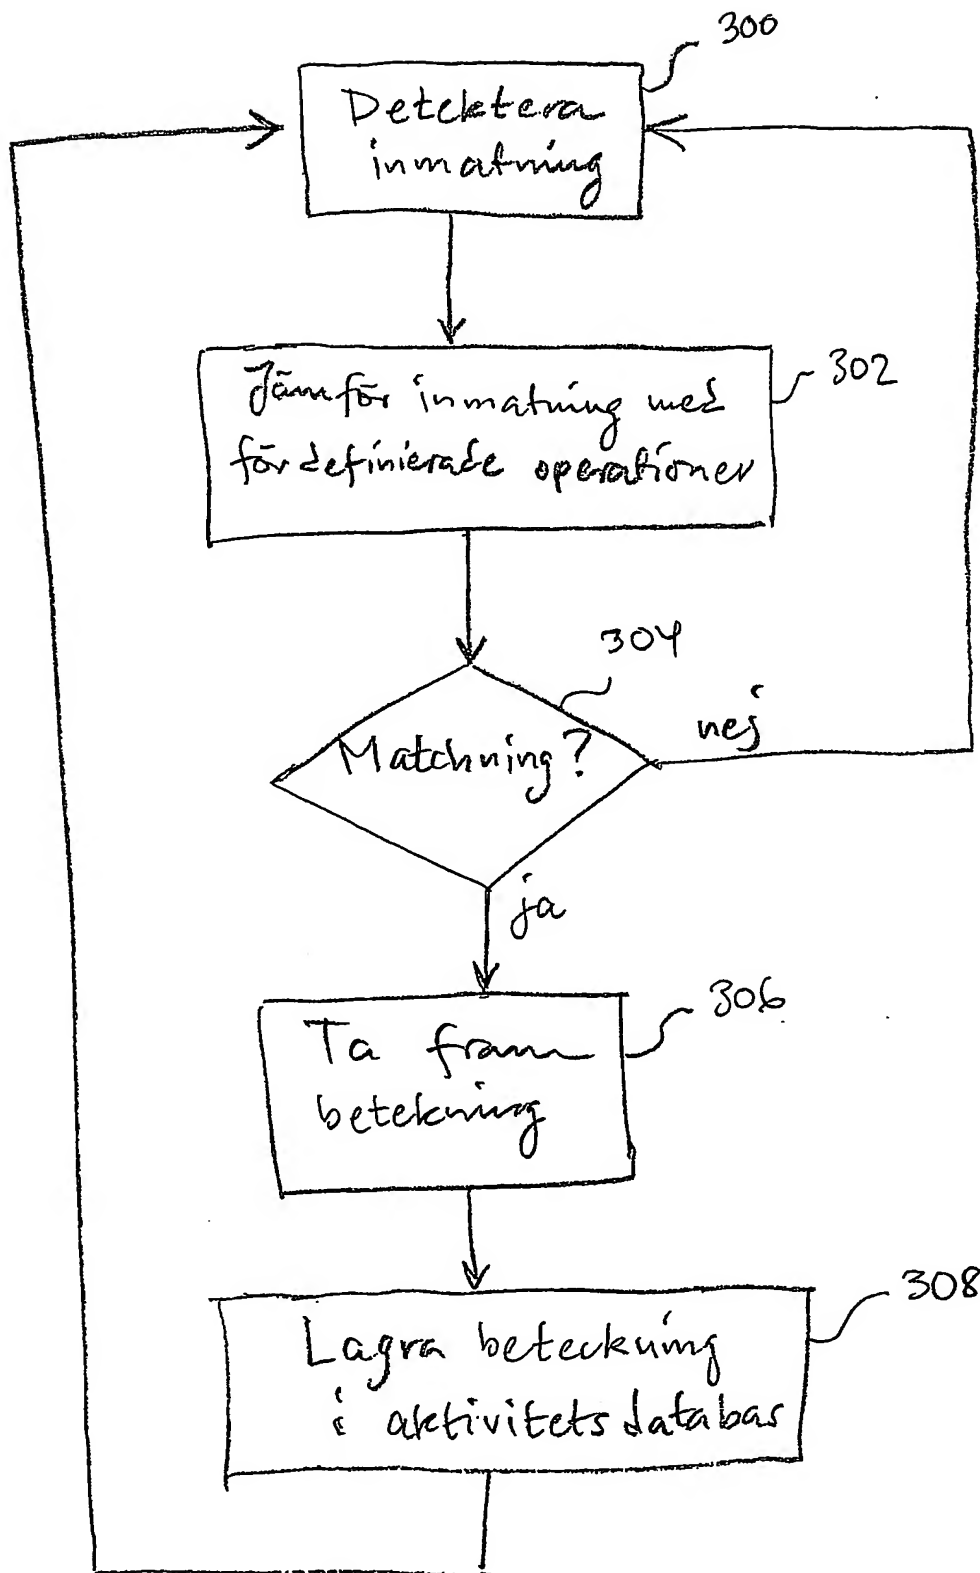 300
Detektera
inmatning
302
Jämför inmatning med
fördefinierade operationer
304
Matchning?
nej
ja
306
Ta fram
beteckning
308
Lagra beteckning
i aktivitetsdatabas